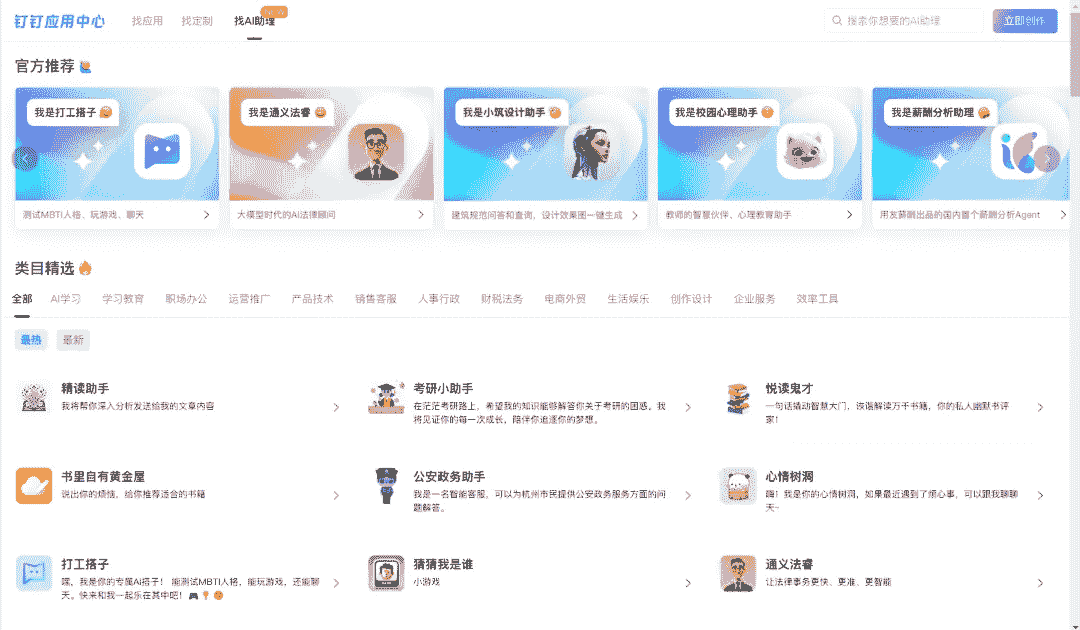 钉钉应用中心
找应用
找定制
找AI助理
NEW
搜索你想要的AI助理
立即创作
官方推荐
我是打工搭子
我是通义法睿
我是小筑设计助手
我是校园心理助手
我是薪酬分析助理
测试MBTI人格、玩游戏、聊天
大模型时代的AI法律顾问
建筑规范问答和查询，设计效果图一键生成
教师的智慧伙伴、心理教育助手
用友薪酬出品的国内首个薪酬分析Agent
类目精选
全部
AI学习
学习教育
职场办公
运营推广
产品技术
销售客服
人事行政
财税法务
电商外贸
生活娱乐
创作设计
企业服务
效率工具
最热
最新
精读助手
我将帮你深入分析发送给我的文章内容
考研小助手
在茫茫考研路上，希望我的知识能够解答你关于考研的困惑。我
将见证你的每一次成长，陪伴你追逐你的梦想。
悦读鬼才
一句话撬动智慧大门，诙谐解读万千书籍，你的私人幽默书评
家！
书里自有黄金屋
说出你的烦恼，给你推荐适合的书籍
公安政务助手
我是一名智能客服，可以为杭州市民提供公安政务服务方面的问
题解答。
心情树洞
嗨！我是你的心情树洞，如果最近遇到了烦心事，可以跟我聊聊
天~
打工搭子
嘿，我是你的专属AI搭子！ 能测试MBTI人格，能玩游戏，还能聊
天。快来和我一起乐在其中吧！
猜猜我是谁
小游戏
通义法睿
让法律事务更快、更准、更智能